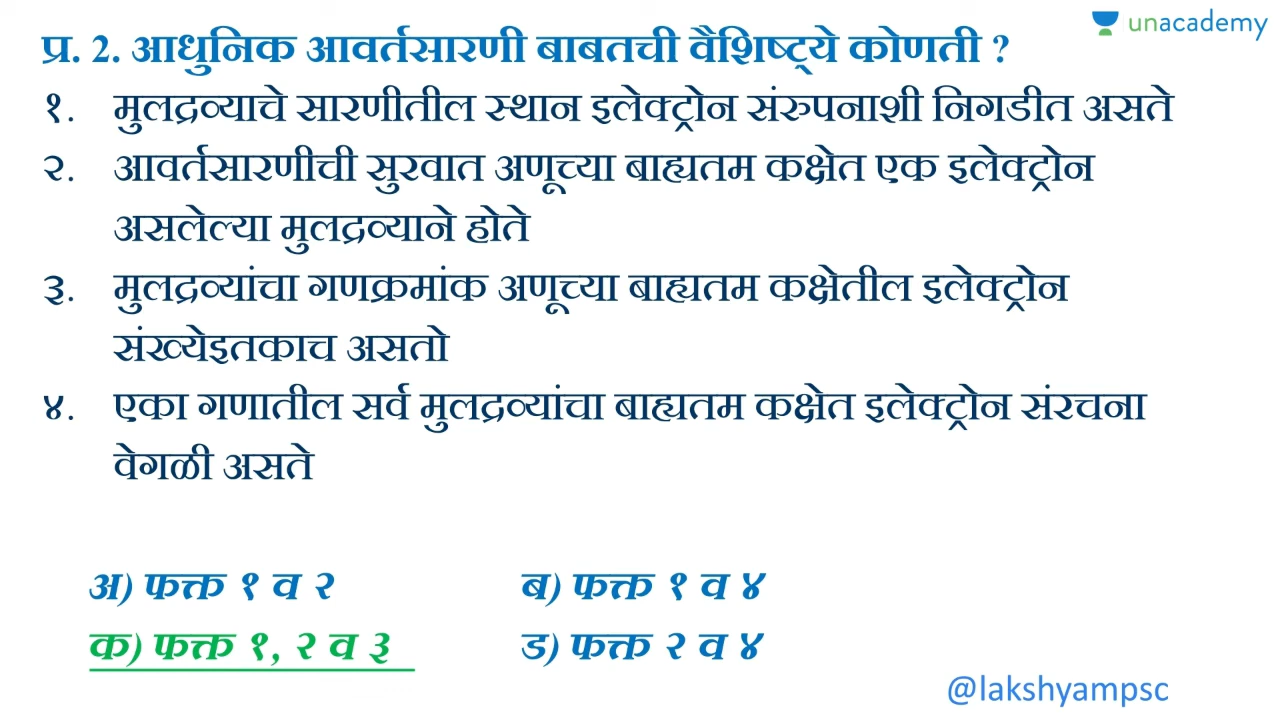 unacademy
प्र. 2. आधुनिक आवर्तसारणी बाबतची वैशिष्ट्ये कोणती ?
१. मुलद्रव्याचे सारणीतील स्थान इलेक्ट्रोन संरुपनाशी निगडीत असते
२. आवर्तसारणीची सुरवात अणूच्या बाह्यतम कक्षेत एक इलेक्ट्रोन
असलेल्या मुलद्रव्याने होते
३. मुलद्रव्यांचा गणक्रमांक अणूच्या बाह्यतम कक्षेतील इलेक्ट्रोन
संख्येइतकाच असतो
४. एका गणातील सर्व मुलद्रव्यांचा बाह्यतम कक्षेत इलेक्ट्रोन संरचना
वेगळी असते
अ) फक्त १ व २ ब) फक्त १ व ४
क) फक्त १, २ व ३ ड) फक्त २ व ४
@lakshyampsc